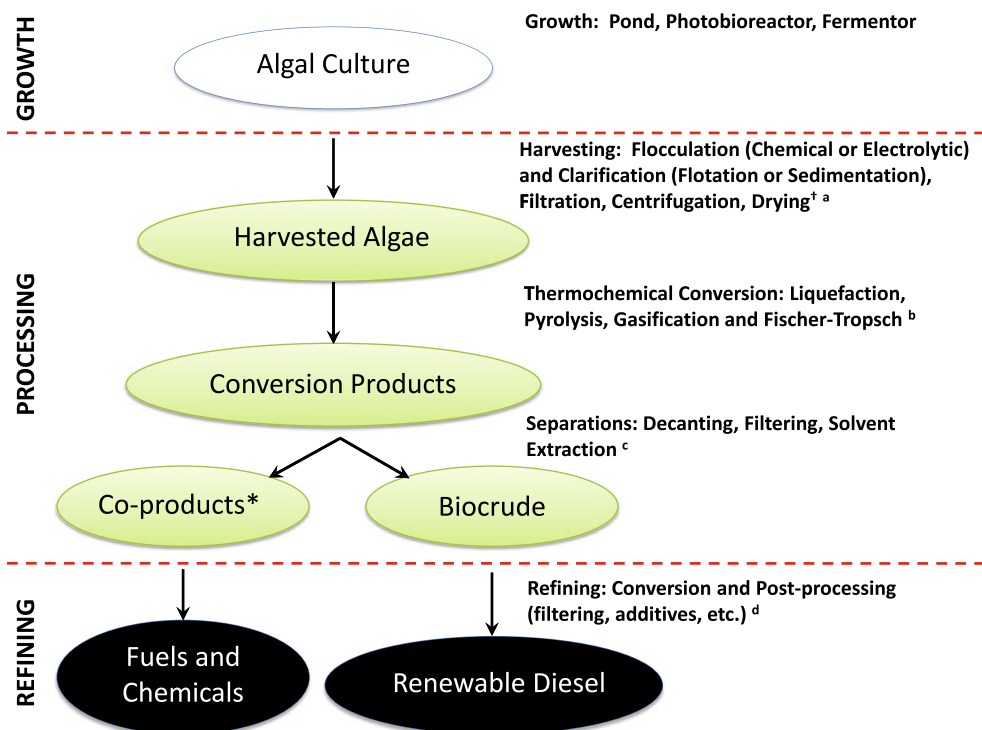 GROWTH
Growth:  Pond, Photobioreactor, Fermentor
Algal Culture
PROCESSING
Harvesting:  Flocculation (Chemical or Electrolytic)
and Clarification (Flotation or Sedimentation),
Filtration, Centrifugation, Drying† a
Harvested Algae
Thermochemical Conversion: Liquefaction,
Pyrolysis, Gasification and Fischer-Tropsch b
Conversion Products
Separations: Decanting, Filtering, Solvent
Extraction c
Co-products*
Biocrude
REFINING
Refining: Conversion and Post-processing
(filtering, additives, etc.) d
Fuels and
Chemicals
Renewable Diesel